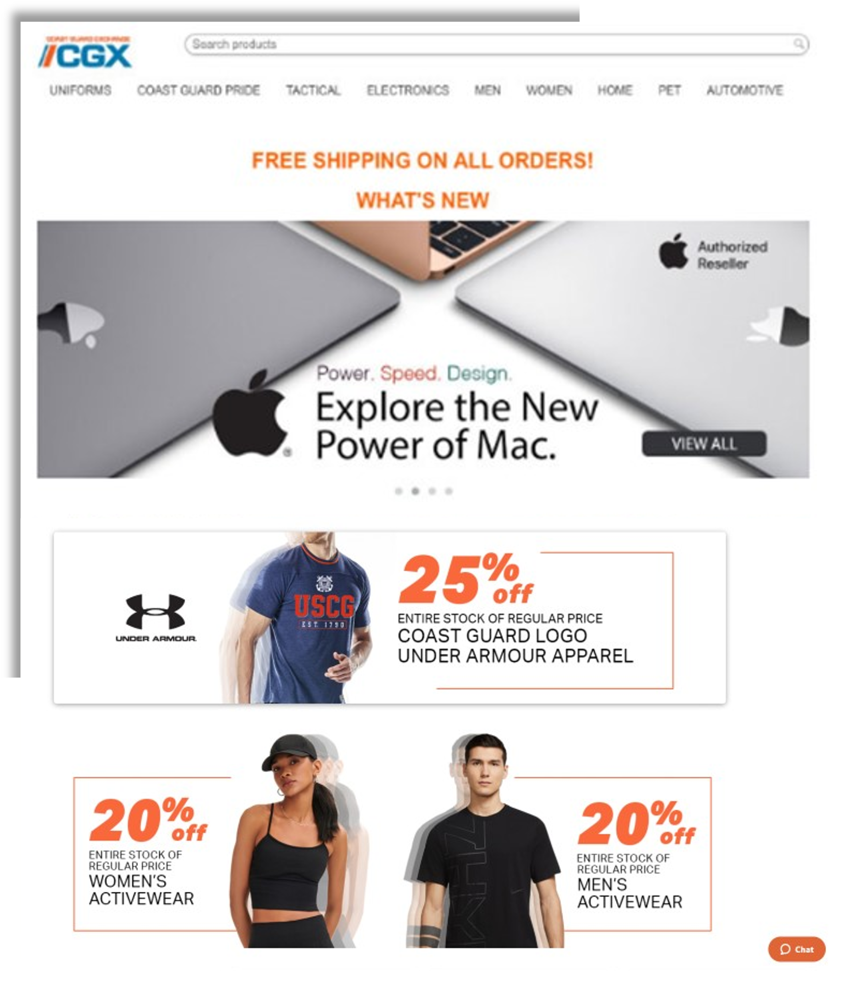 COAST GUARD EXCHANGE
CGX
Search products
UNIFORMS COAST GUARD PRIDE TACTICAL ELECTRONICS MEN WOMEN HOME PET AUTOMOTIVE
FREE SHIPPING ON ALL ORDERS!
WHAT'S NEW
Authorized
Reseller
Power. Speed. Design.
Explore the New
Power of Mac.
®
VIEW ALL
UNDER ARMOUR.
USCG
EST. 1790
25% off
ENTIRE STOCK OF REGULAR PRICE
COAST GUARD LOGO
UNDER ARMOUR APPAREL
20% off
ENTIRE STOCK OF
REGULAR PRICE
WOMEN'S
ACTIVEWEAR
20% off
ENTIRE STOCK OF
REGULAR PRICE
MEN'S
ACTIVEWEAR
Chat